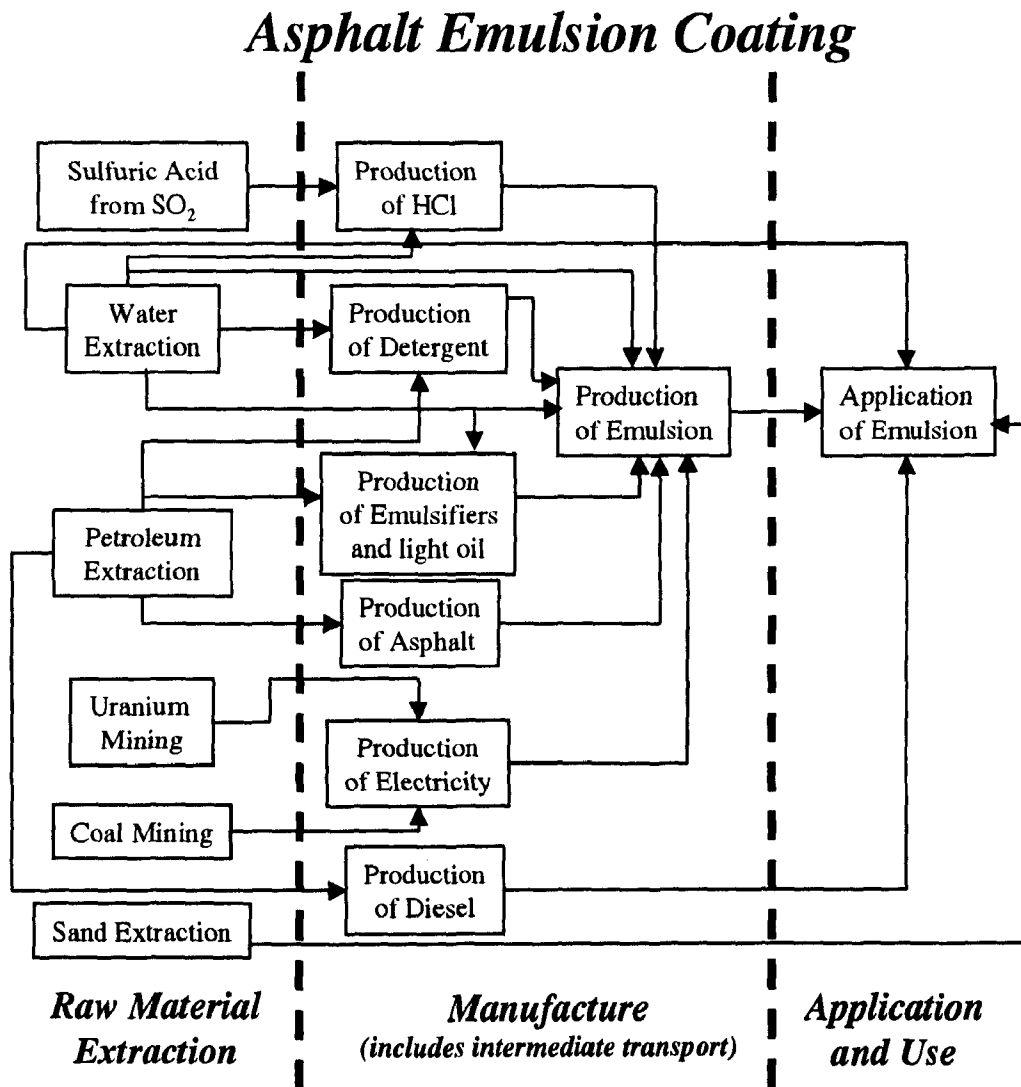 Asphalt Emulsion Coating
Sulfuric Acid
from SO₂
Production
of HCl
Water
Extraction
Production
of Detergent
Production
of Emulsion
Application
of Emulsion
Production
of Emulsifiers
and light oil
Petroleum
Extraction
Production
of Asphalt
Uranium
Mining
Production
of Electricity
Coal Mining
Production
of Diesel
Sand Extraction
Raw Material
Extraction
Manufacture
(includes intermediate transport)
Application
and Use